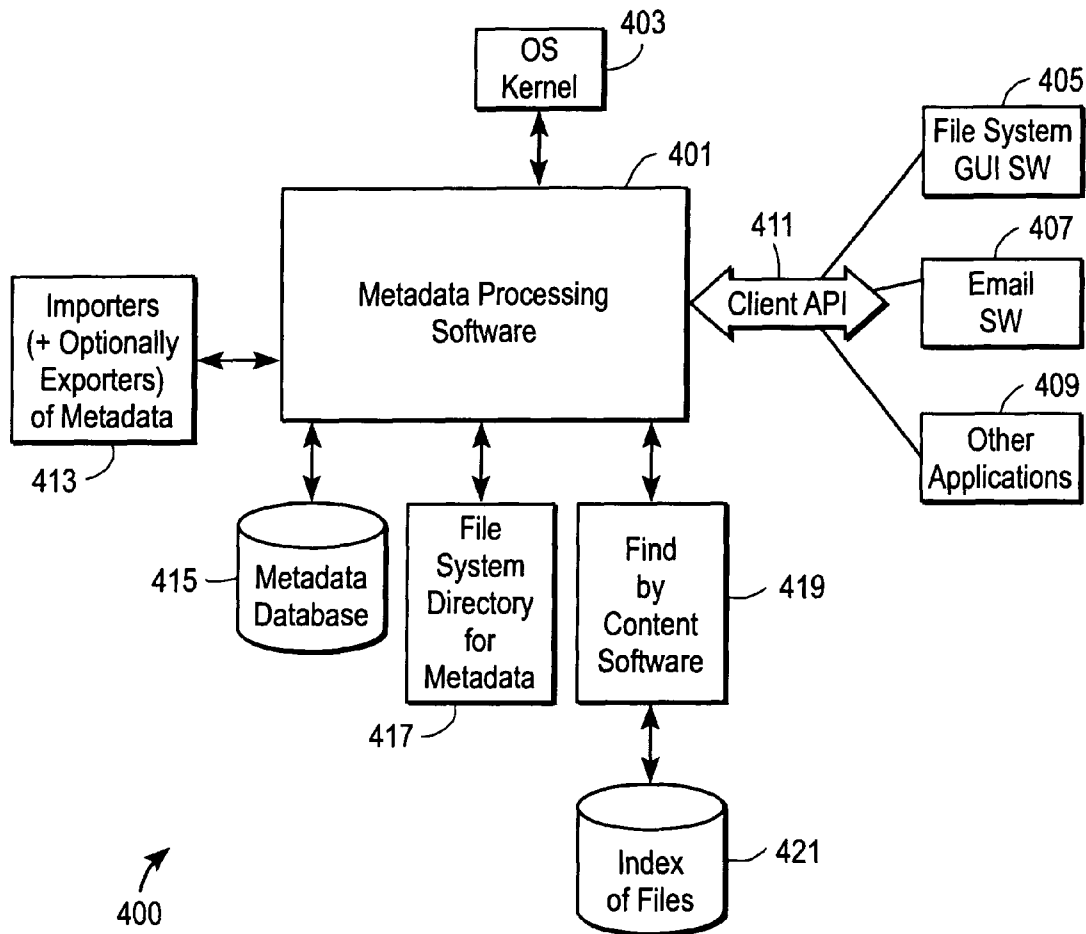 OS
Kernel
403
405
File System
GUI SW
401
411
407
Metadata Processing
Software
Client API
Email
SW
Importers
(+ Optionally
Exporters)
of Metadata
413
409
Other
Applications
415
Metadata
Database
File
System
Directory
for
Metadata
417
Find
by
Content
Software
419
Index
of Files
421
400